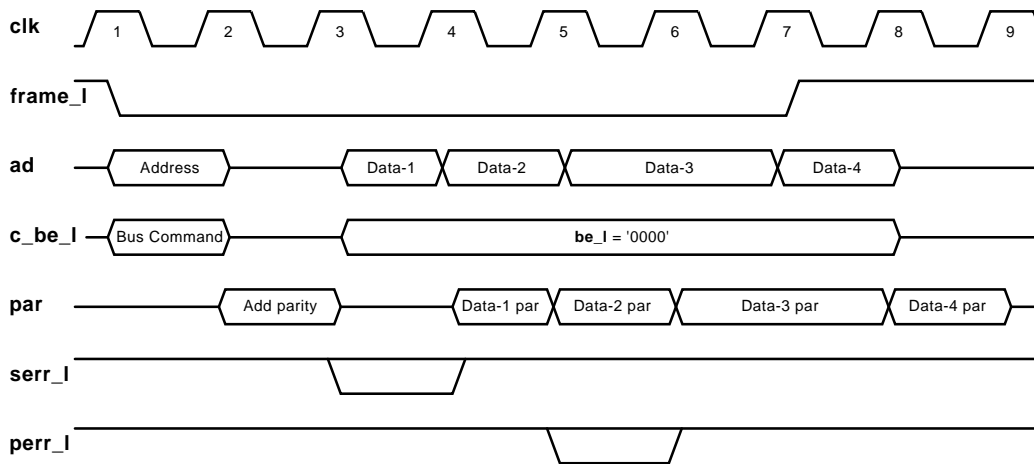 clk 1 2 3 4 5 6 7 8 9
frame_l
ad Address Data-1 Data-2 Data-3 Data-4
c_be_l Bus Command be_l = '0000'
par Add parity Data-1 par Data-2 par Data-3 par Data-4 par
serr_l
perr_l